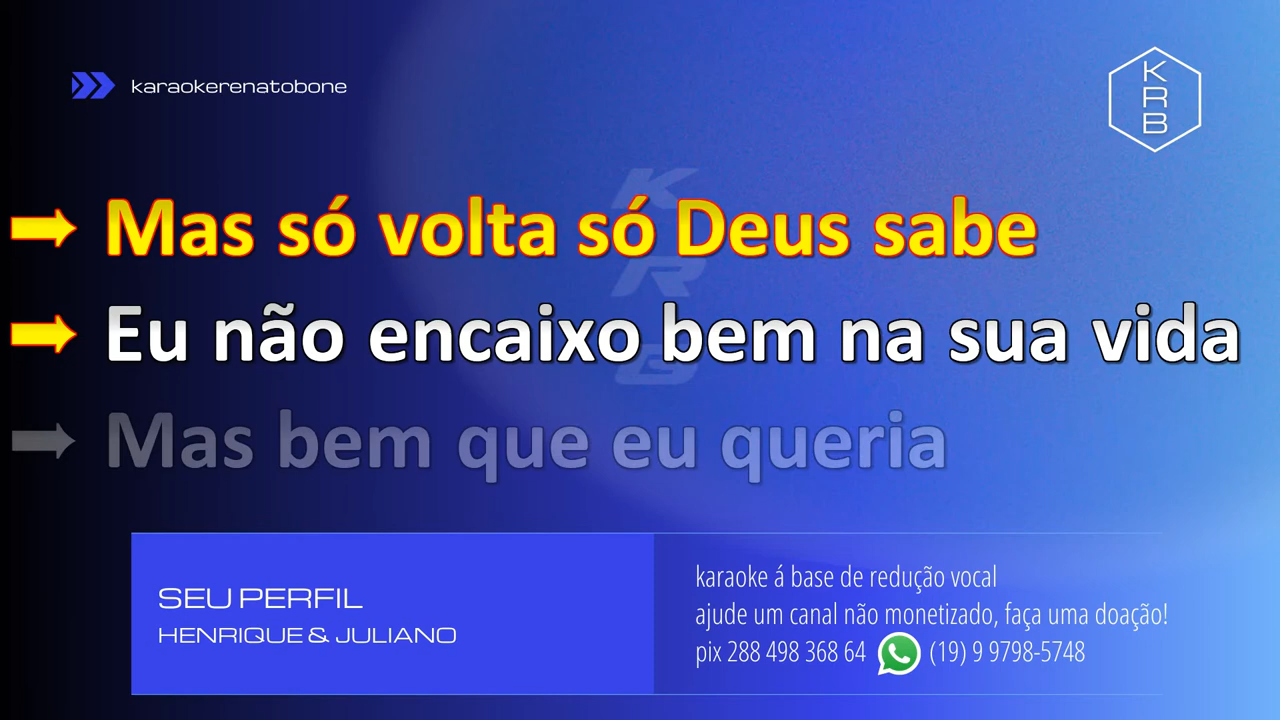 karaokerenatobone
K
R
B
Mas só volta só Deus sabe
K
R
B
Eu não encaixo bem na sua vida
Mas bem que eu queria
SEU PERFIL
HENRIQUE & JULIANO
karaoke á base de redução vocal
ajude um canal não monetizado, faça uma doação!
pix 288 498 368 64 (19) 9 9798-5748